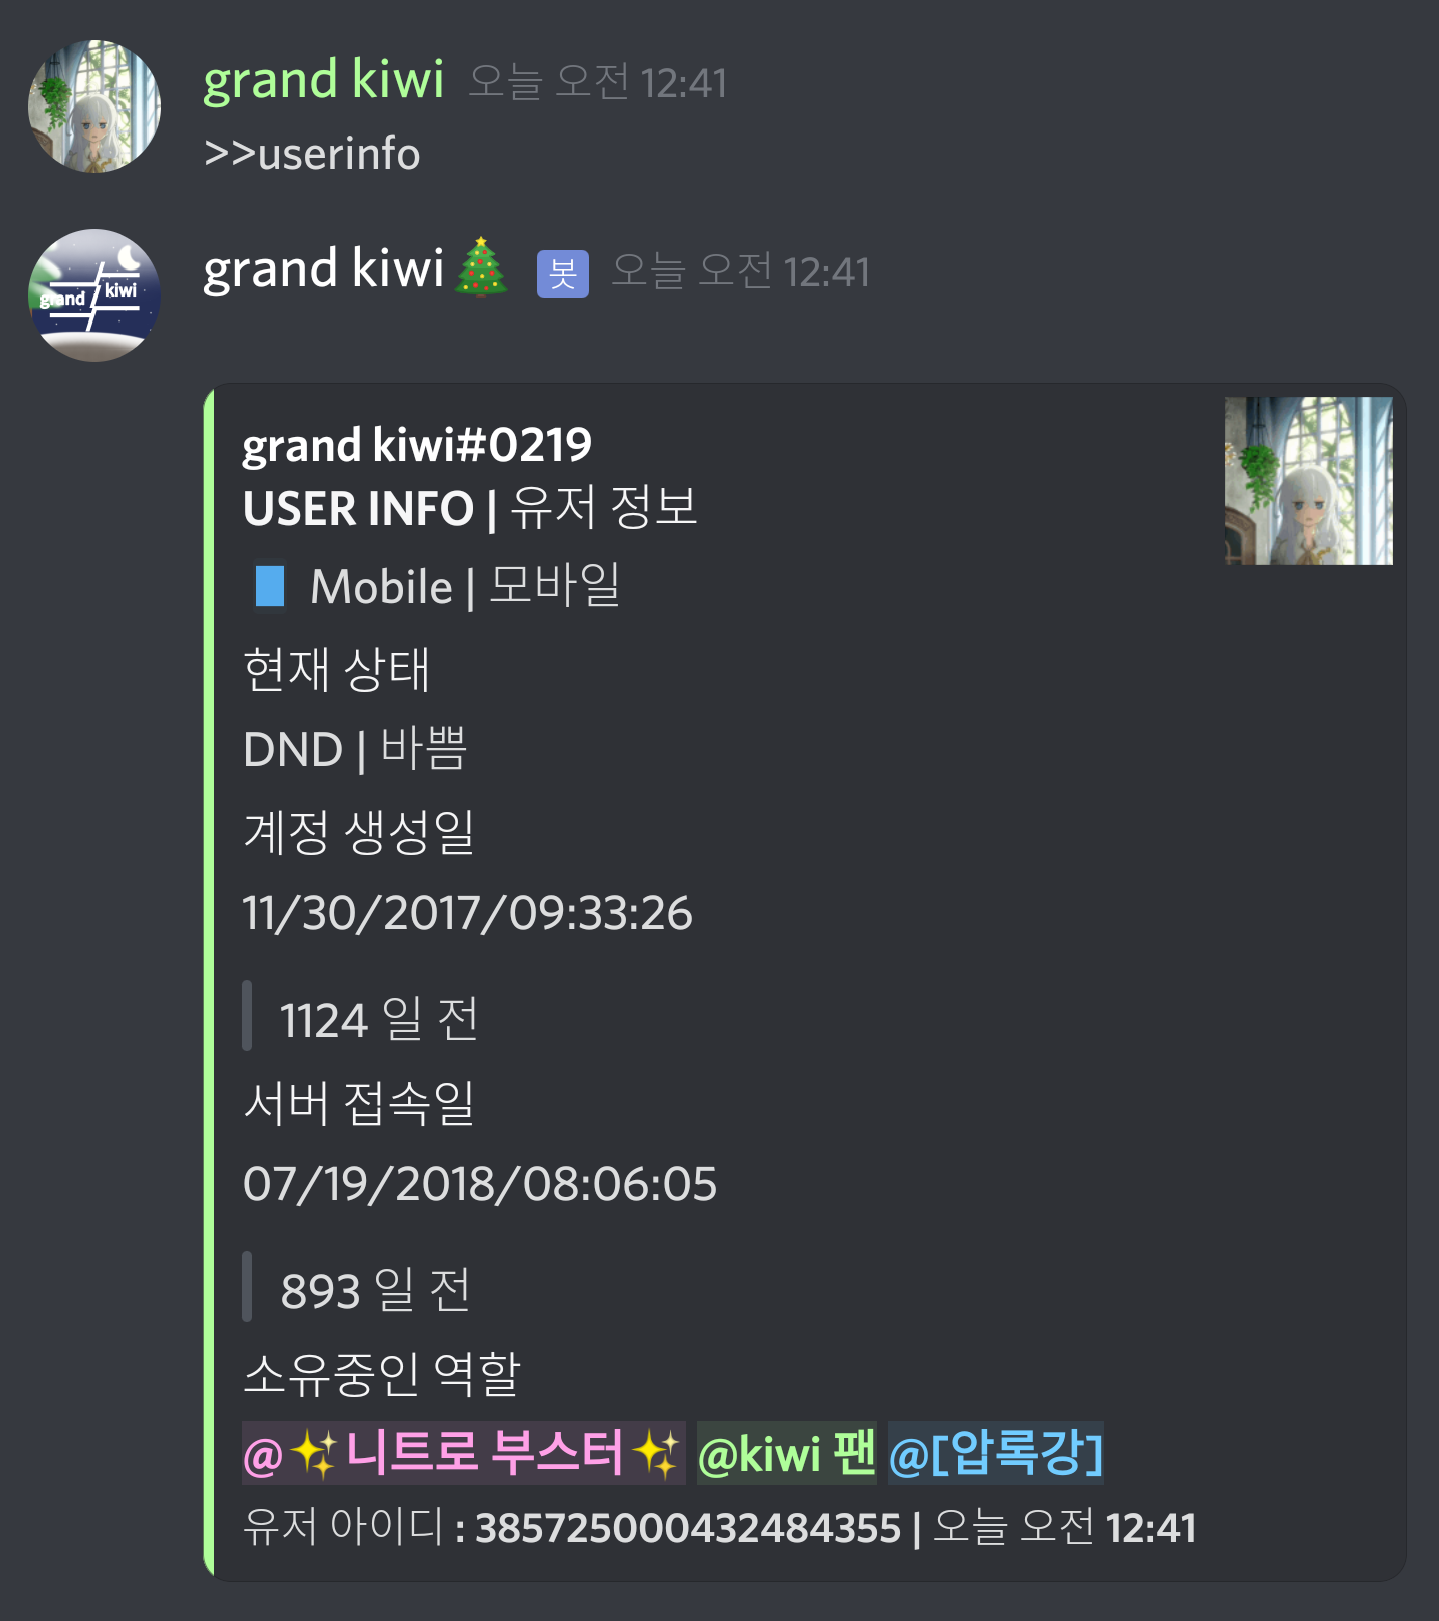 grand kiwi 오늘 오전 12:41
>>userinfo
grand kiwi🎄 봇 오늘 오전 12:41
grand kiwi
grand kiwi#0219
USER INFO | 유저 정보
Mobile | 모바일
현재 상태
DND | 바쁨
계정 생성일
11/30/2017/09:33:26
1124 일 전
서버 접속일
07/19/2018/08:06:05
893 일 전
소유중인 역할
@✨니트로 부스터✨ @kiwi 팬 @[압록강]
유저 아이디 : 385725000432484355 | 오늘 오전 12:41